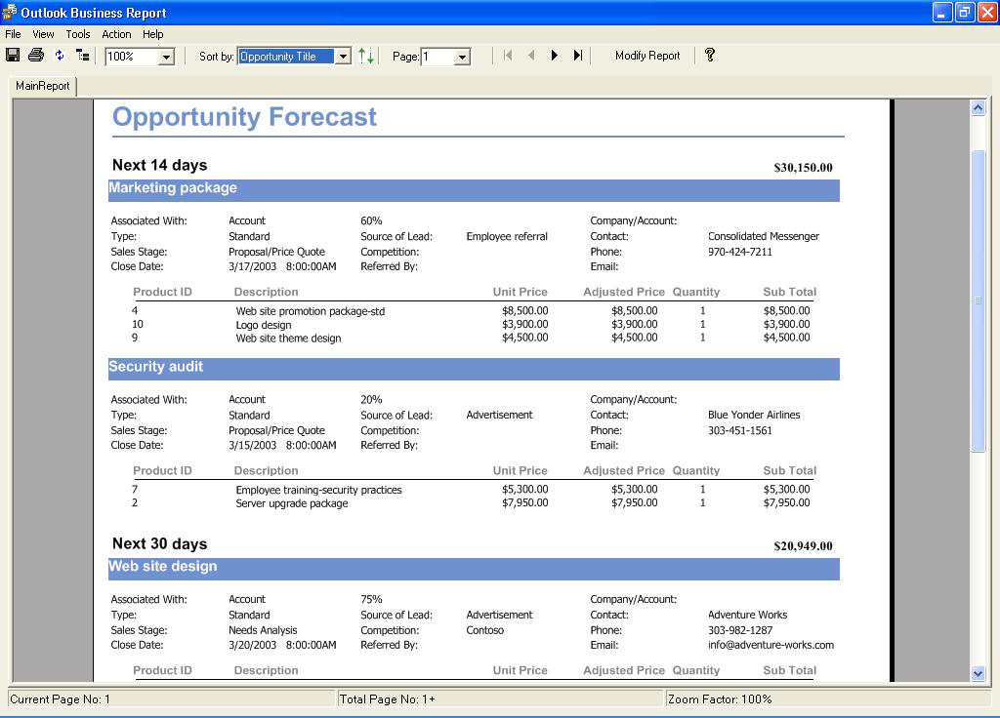 Outlook Business Report
File View Tools Action Help
100% Sort by: Opportunity Title Page: 1 Modify Report
MainReport
Opportunity Forecast
Next 14 days $30,150.00
Marketing package
Associated With: Account 60% Company/Account:
Type: Standard Source of Lead: Employee referral Contact: Consolidated Messenger
Sales Stage: Proposal/Price Quote Competition: Phone: 970-424-7211
Close Date: 3/17/2003 8:00:00AM Referred By: Email:
Product ID Description Unit Price Adjusted Price Quantity Sub Total
4 Web site promotion package-std $8,500.00 $8,500.00 1 $8,500.00
10 Logo design $3,900.00 $3,900.00 1 $3,900.00
9 Web site theme design $4,500.00 $4,500.00 1 $4,500.00
Security audit
Associated With: Account 20% Company/Account:
Type: Standard Source of Lead: Advertisement Contact: Blue Yonder Airlines
Sales Stage: Proposal/Price Quote Competition: Phone: 303-451-1561
Close Date: 3/15/2003 8:00:00AM Referred By: Email:
Product ID Description Unit Price Adjusted Price Quantity Sub Total
7 Employee training-security practices $5,300.00 $5,300.00 1 $5,300.00
2 Server upgrade package $7,950.00 $7,950.00 1 $7,950.00
Next 30 days $20,949.00
Web site design
Associated With: Account 75% Company/Account:
Type: Standard Source of Lead: Advertisement Contact: Adventure Works
Sales Stage: Needs Analysis Competition: Contoso Phone: 303-982-1287
Close Date: 3/20/2003 8:00:00AM Referred By: Email: info@adventure-works.com
Product ID Description Unit Price Adjusted Price Quantity Sub Total
Current Page No: 1 Total Page No: 1+ Zoom Factor: 100%